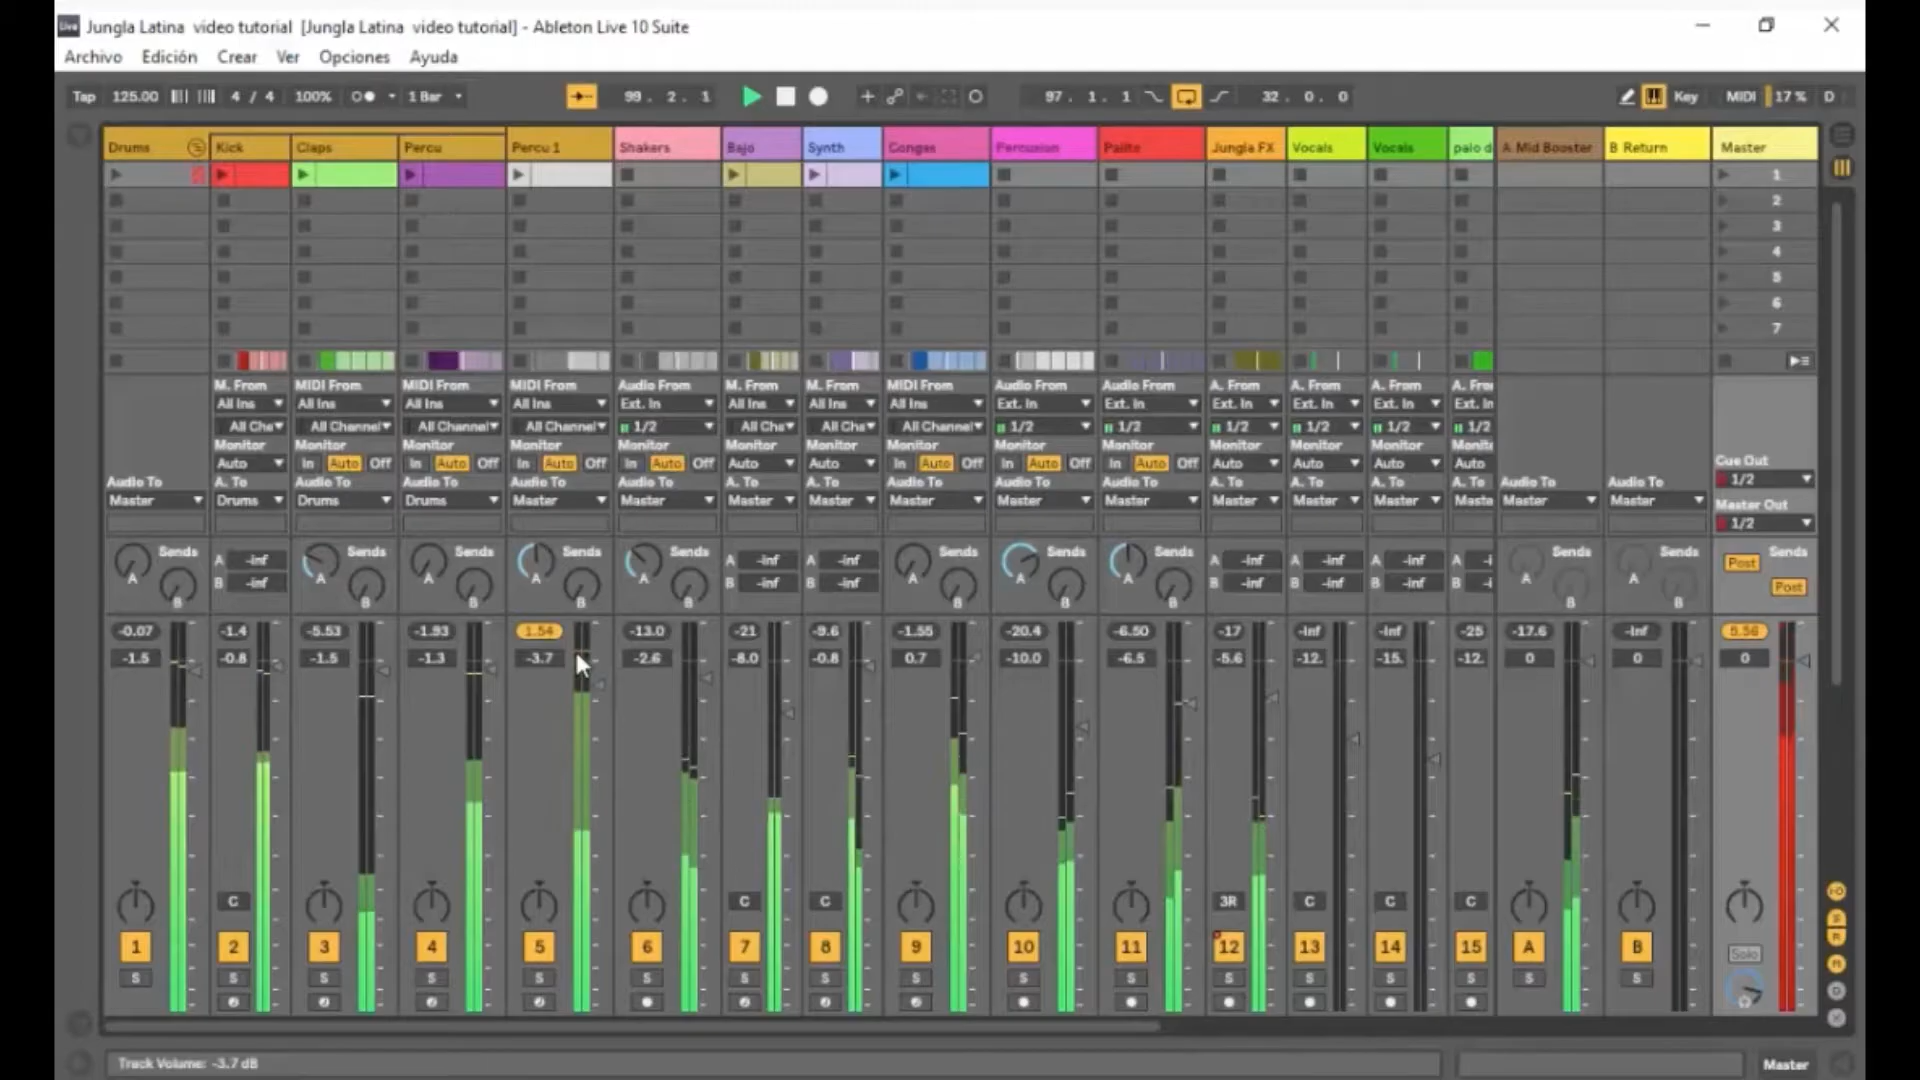 Live Jungla Latina  video tutorial  [Jungla Latina  video tutorial] - Ableton Live 10 Suite
Archivo Edición Crear Ver Opciones Ayuda
Tap 125.00 4 / 4 100% 1 Bar 99 . 2 . 1 97 . 1 . 1 32 . 0 . 0 Key MIDI 17 % D
Drums Kick Claps Percu Percu 1 Shakers Bajo Synth Congas Percusion Pailte Jungla FX Vocals Vocals palo d A Mid Booster B Return Master
1
2
3
4
5
6
7
M. From MIDI From MIDI From MIDI From Audio From M. From M. From MIDI From Audio From Audio From A. From A. From A. From A. Fro
All Ins All Ins All Ins All Ins Ext. In All Ins All Ins All Ins Ext. In Ext. In Ext. In Ext. In Ext. In Ext. In
All Cha All Channel All Channel All Channel 1/2 All Cha All Cha All Channel 1/2 1/2 1/2 1/2 1/2 1/2
Monitor Monitor Monitor Monitor Monitor Monitor Monitor Monitor Monitor Monitor Monitor Monitor Monitor Monito
Auto In Auto Off In Auto Off In Auto Off In Auto Off Auto Auto In Auto Off In Auto Off In Auto Off Auto Auto Auto Auto Cue Out
Audio To A. To Audio To Audio To Audio To Audio To A. To A. To Audio To Audio To Audio To A. To A. To A. To A. To Audio To Audio To 1/2
Master Drums Drums Drums Master Master Master Master Master Master Master Master Master Master Maste Master Master Master Out
1/2
Sends A -inf Sends Sends Sends Sends A -inf A -inf Sends Sends Sends A -inf A -inf A -inf A -i Sends Sends Sends
A B -inf A A A A B -inf B -inf A A A B -inf B -inf B -inf B -i A A Post
B B B B B B B B B B Post
-0.07 -1.4 -5.53 -1.93 1.54 -13.0 -21 -9.6 -1.55 -20.4 -6.50 -17 -Inf -Inf -25 -17.6 -Inf 5.56
-1.5 -0.8 -1.5 -1.3 -3.7 -2.6 -8.0 -0.8 0.7 -10.0 -6.5 -5.6 -12. -15. -12. 0 0 0
C C C 3R C C C
1 2 3 4 5 6 7 8 9 10 11 12 13 14 15 A B Solo
S S S S S S S S S S S S S S S S S
Track Volume: -3.7 dB Master